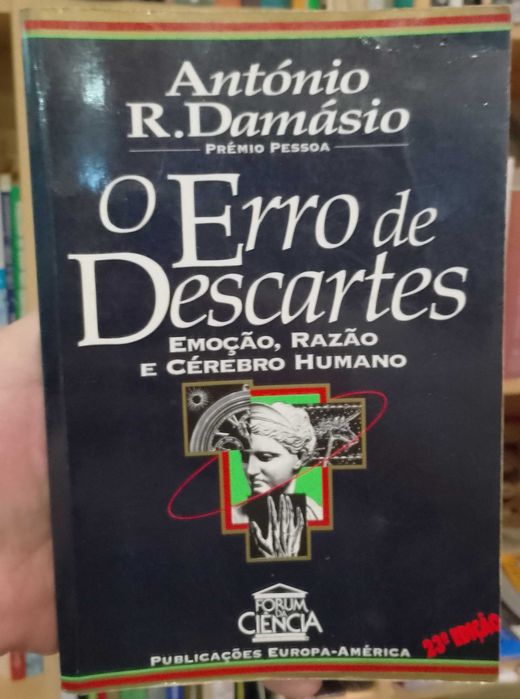 António
R. Damásio
PRÉMIO PESSOA
O Erro de
Descartes
EMOÇÃO, RAZÃO
E CÉREBRO HUMANO
FORUM
DA
CIÊNCIA
23ª EDIÇÃO
PUBLICAÇÕES EUROPA-AMÉRICA